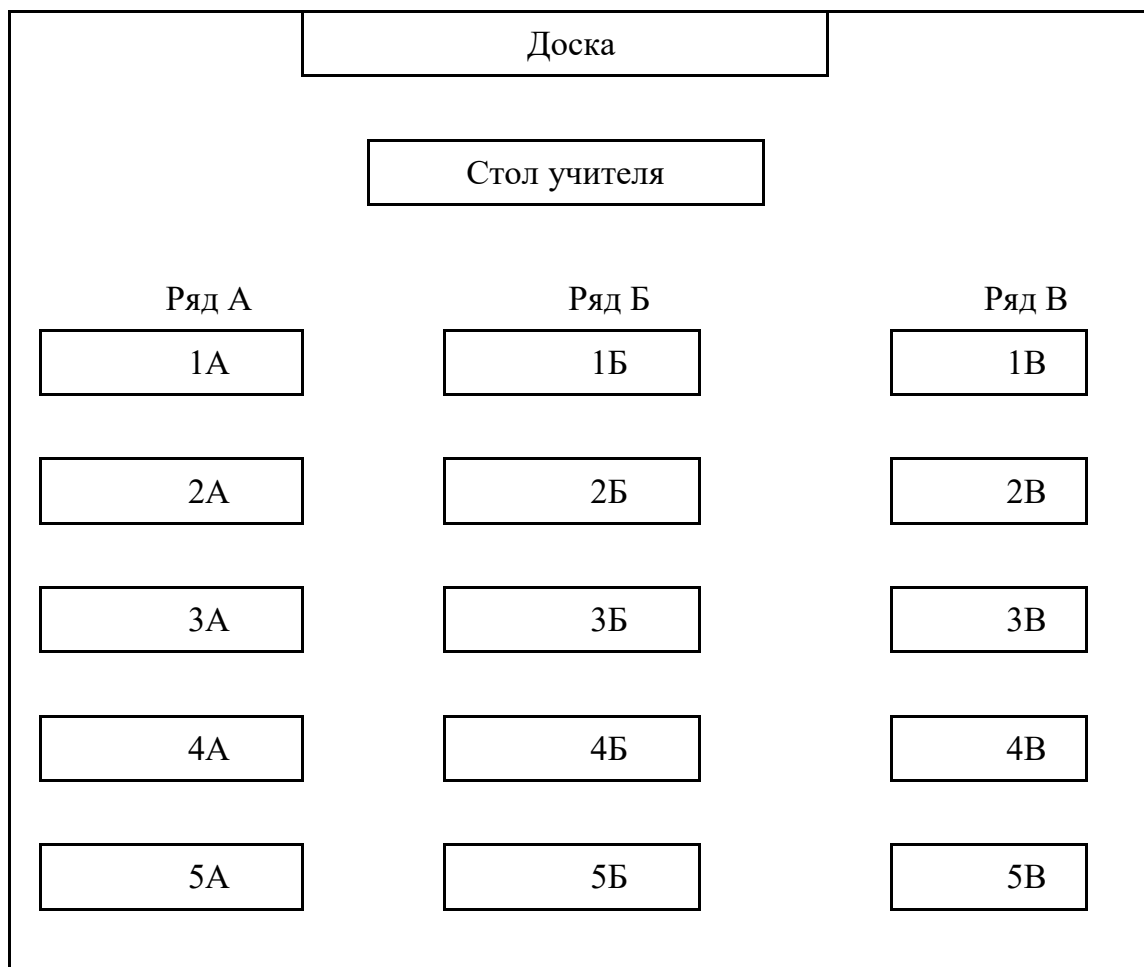 Доска
Стол учителя
Ряд А Ряд Б Ряд В
1А 1Б 1В
2А 2Б 2В
3А 3Б 3В
4А 4Б 4В
5А 5Б 5В